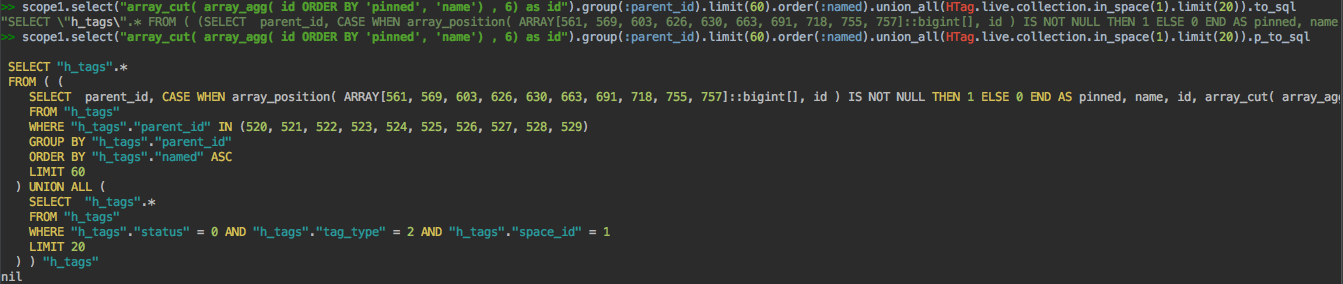 >> scope1.select("array_cut( array_agg( id ORDER BY 'pinned', 'name') , 6) as id").group(:parent_id).limit(60).order(:named).union_all(HTag.live.collection.in_space(1).limit(20)).to_sql
"SELECT \"h_tags\".* FROM ( (SELECT  parent_id, CASE WHEN array_position( ARRAY[561, 569, 603, 626, 630, 663, 691, 718, 755, 757]::bigint[], id ) IS NOT NULL THEN 1 ELSE 0 END AS pinned, name
>> scope1.select("array_cut( array_agg( id ORDER BY 'pinned', 'name') , 6) as id").group(:parent_id).limit(60).order(:named).union_all(HTag.live.collection.in_space(1).limit(20)).p_to_sql
SELECT "h_tags".*
FROM ( (
SELECT  parent_id, CASE WHEN array_position( ARRAY[561, 569, 603, 626, 630, 663, 691, 718, 755, 757]::bigint[], id ) IS NOT NULL THEN 1 ELSE 0 END AS pinned, name, id, array_cut( array_agg
FROM "h_tags"
WHERE "h_tags"."parent_id" IN (520, 521, 522, 523, 524, 525, 526, 527, 528, 529)
GROUP BY "h_tags"."parent_id"
ORDER BY "h_tags"."named" ASC
LIMIT 60
) UNION ALL (
SELECT  "h_tags".*
FROM "h_tags"
WHERE "h_tags"."status" = 0 AND "h_tags"."tag_type" = 2 AND "h_tags"."space_id" = 1
LIMIT 20
) ) "h_tags"
nil